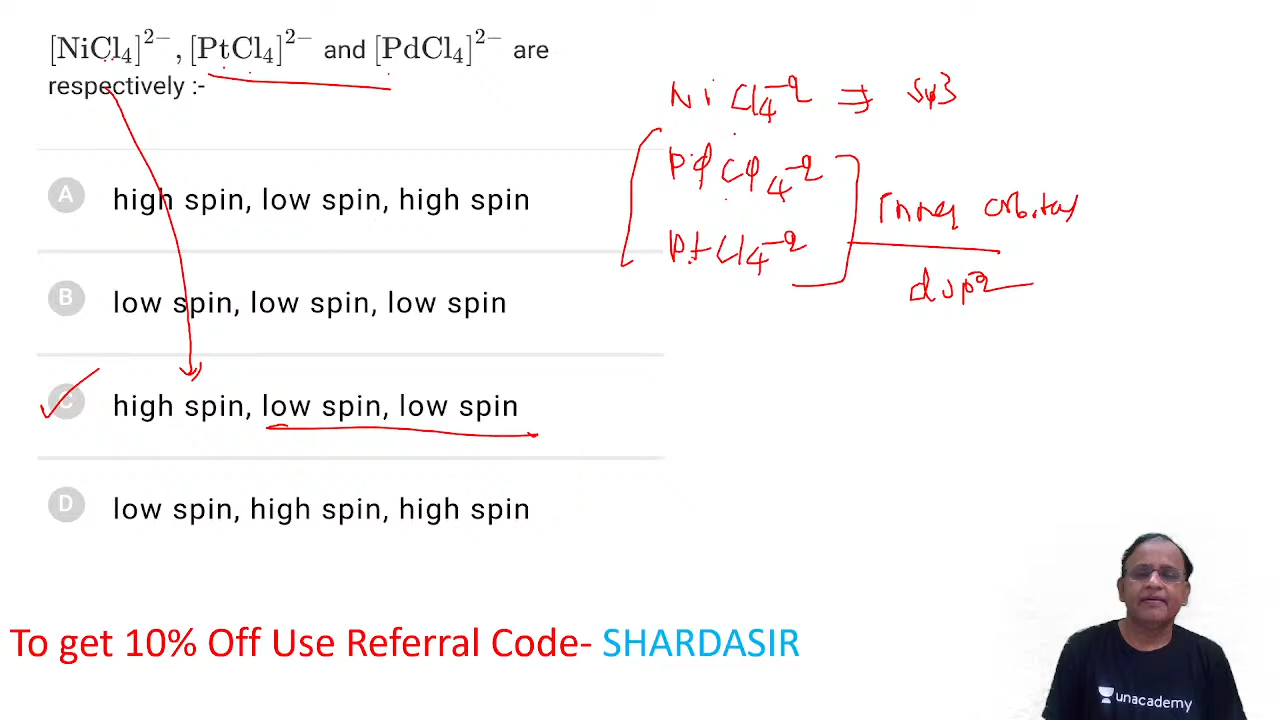 [NiCl₄]²⁻, [PtCl₄]²⁻ and [PdCl₄]²⁻ are
respectively :-
A high spin, low spin, high spin
B low spin, low spin, low spin
C high spin, low spin, low spin
D low spin, high spin, high spin
NiCl₄⁻² ⇒ sp3
PdCl₄⁻²
PtCl₄⁻²
Inner orbital
dsp2
To get 10% Off Use Referral Code- SHARDASIR
unacademy